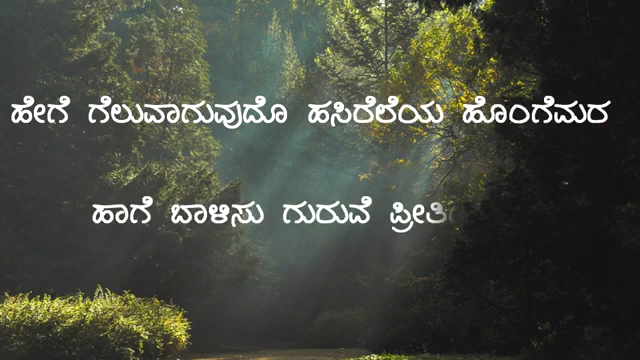 ಹೇಗೆ ಗೆಲುವಾಗುವುದೊ ಹಸಿರೆಲೆಯ ಹೊಂಗೆಮರ
ಹಾಗೆ ಬಾಳಿಸು ಗುರುವೆ